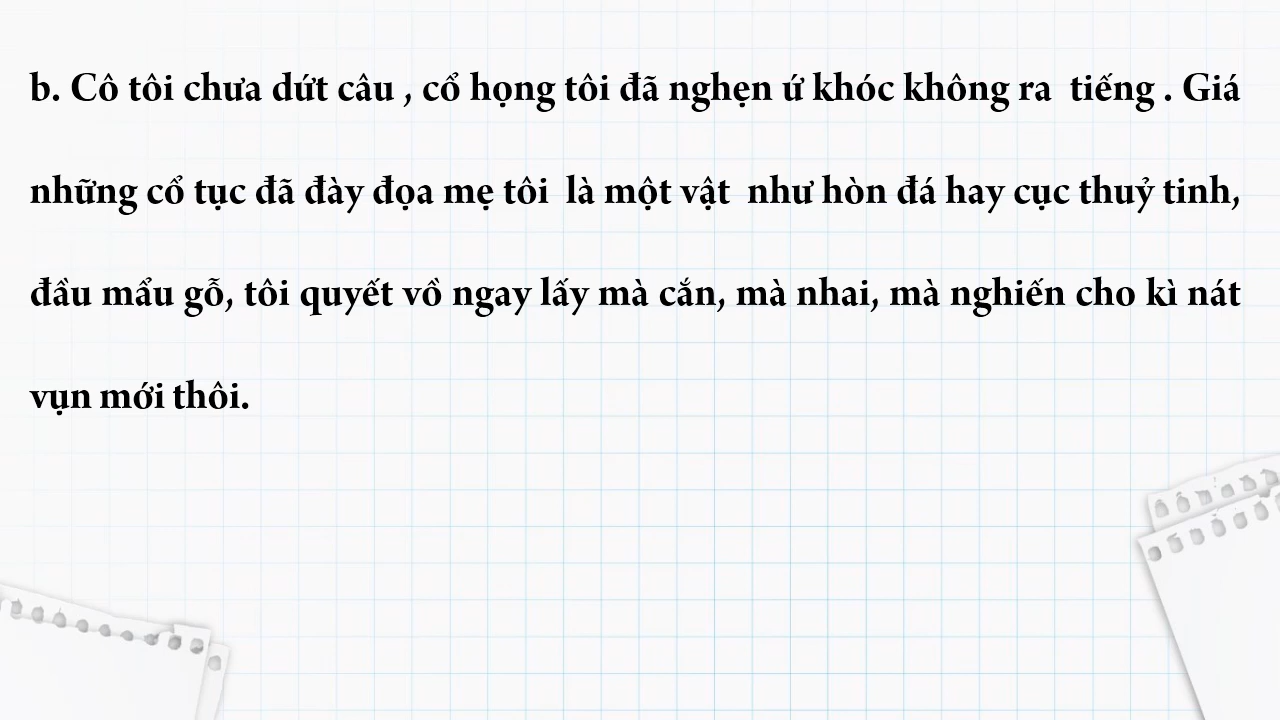 b. Cô tôi chưa dứt câu , cổ họng tôi đã nghẹn ứ khóc không ra  tiếng . Giá
những cổ tục đã đày đọa mẹ tôi  là một vật  như hòn đá hay cục thuỷ tinh,
đầu mẩu gỗ, tôi quyết vồ ngay lấy mà cắn, mà nhai, mà nghiến cho kì nát
vụn mới thôi.